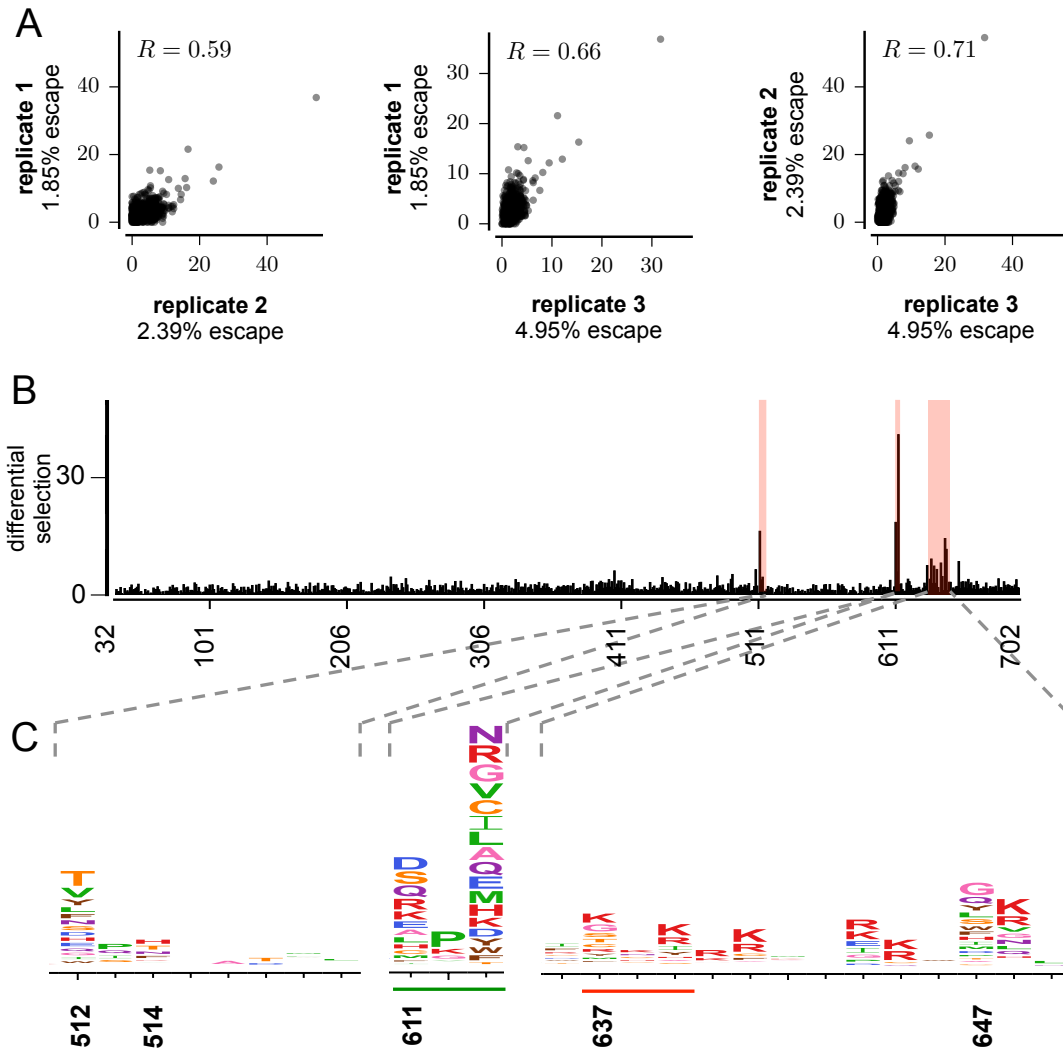 A
R = 0.59
replicate 1
1.85% escape
40
20
0
0
20
40
replicate 2
2.39% escape
R = 0.66
replicate 1
1.85% escape
30
20
10
0
0
10
20
30
replicate 3
4.95% escape
R = 0.71
replicate 2
2.39% escape
40
20
0
0
20
40
replicate 3
4.95% escape
B
differential
selection
30
0
32
101
206
306
411
511
611
702
C
T
V
Y
D
S
Q
R
K
E
A
L
P
K
N
R
G
V
C
I
L
A
Q
E
M
H
K
D
Y
W
K
G
K
R
R
K
R
R
K
K
R
G
Q
Y
K
R
512
514
611
637
647